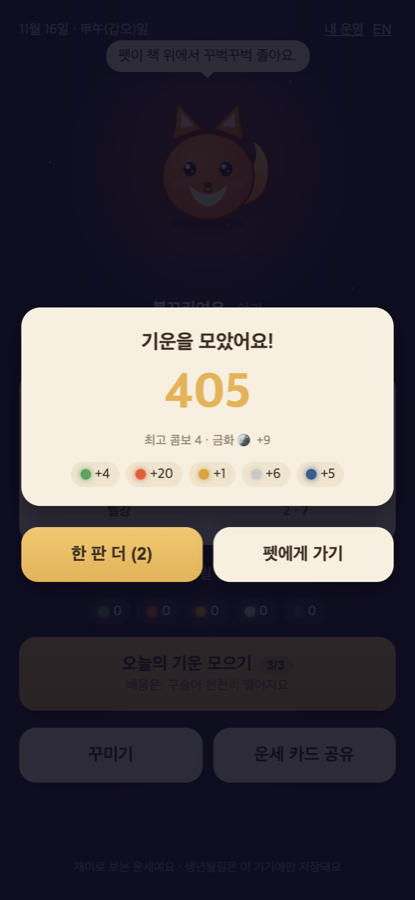 11월 16일 · 甲午(갑오)일
내 운명 EN
펫이 책 위에서 꾸벅꾸벅 졸아요.
기운을 모았어요!
405
최고 콤보 4 · 금화 +9
+4 +20 +1 +6 +5
빨강 2 · 7
한 판 더 (2)
펫에게 가기
0 0 0 0 0
오늘의 기운 모으기 3/3
배움운: 구슬이 천천히 떨어져요
꾸미기
운세 카드 공유
재미로 보는 운세예요 · 생년월일은 이 기기에만 저장돼요